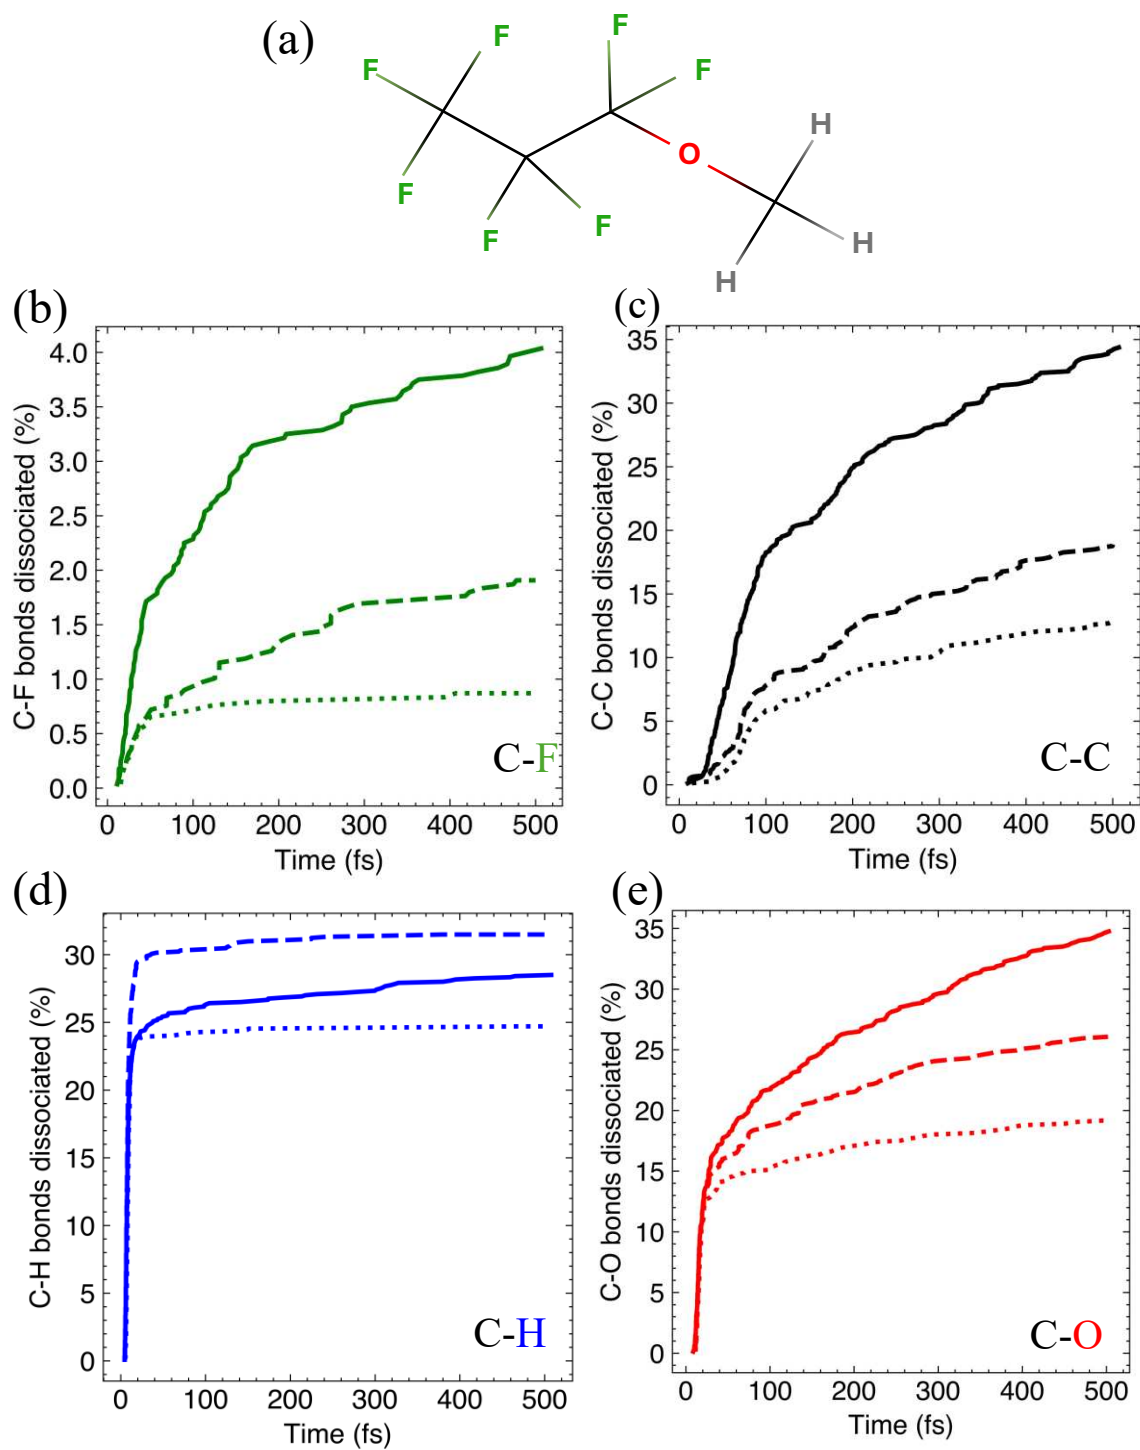 (a)
F
F
F
F
F
F
F
O
H
H
H
(b)
C-F bonds dissociated (%)
4.0
3.5
3.0
2.5
2.0
1.5
1.0
0.5
0.0
C-F
0 100 200 300 400 500
Time (fs)
(c)
C-C bonds dissociated (%)
35
30
25
20
15
10
5
0
C-C
0 100 200 300 400 500
Time (fs)
(d)
C-H bonds dissociated (%)
30
25
20
15
10
5
0
C-H
0 100 200 300 400 500
Time (fs)
(e)
C-O bonds dissociated (%)
35
30
25
20
15
10
5
0
C-O
0 100 200 300 400 500
Time (fs)